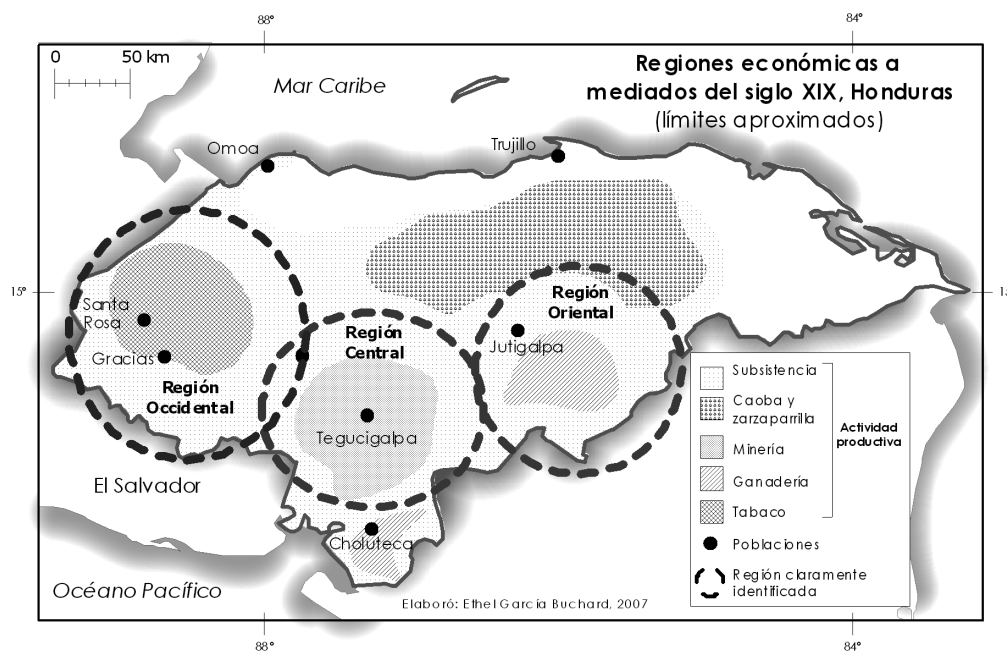 88°
84°
0
50 km
Mar Caribe
Regiones económicas a
mediados del siglo XIX, Honduras
(límites aproximados)
Omoa
Trujillo
15°
Santa
Rosa
Gracias
Región
Occidental
Región
Central
Región
Oriental
Jutigalpa
Tegucigalpa
El Salvador
Choluteca
Océano Pacífico
Elaboró: Ethel García Buchard, 2007
Subsistencia
Caoba y
zarzaparrilla
Minería
Ganadería
Tabaco
Actividad
productiva
Poblaciones
Región claramente
identificada
88°
84°